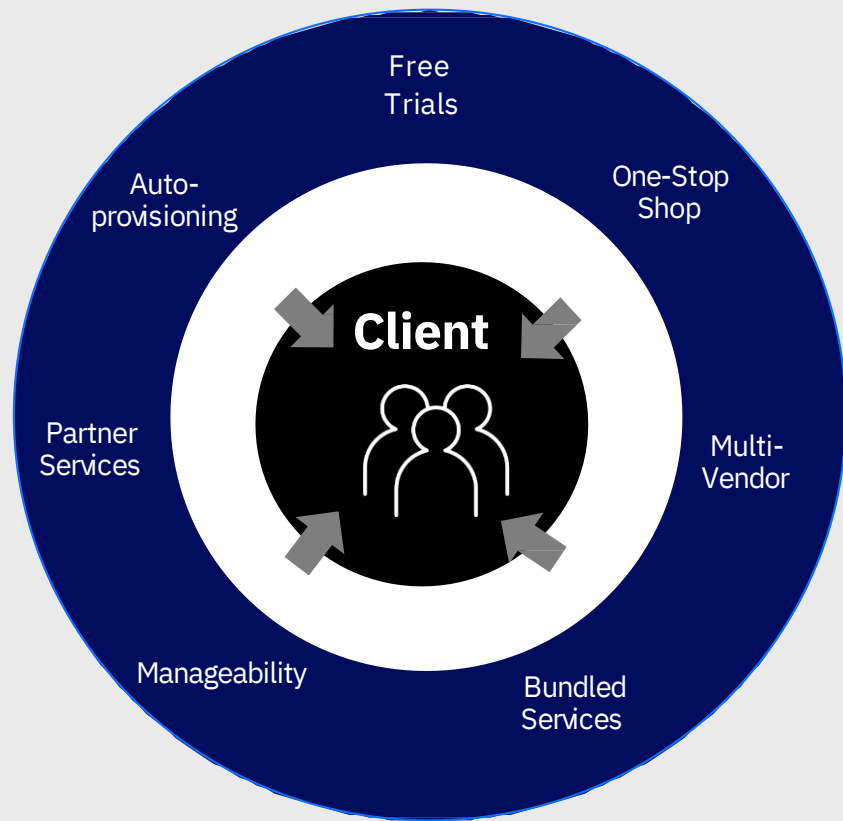 Free
Trials
Auto-
provisioning
One-Stop
Shop
Client
Partner
Services
Multi-
Vendor
Manageability
Bundled
Services